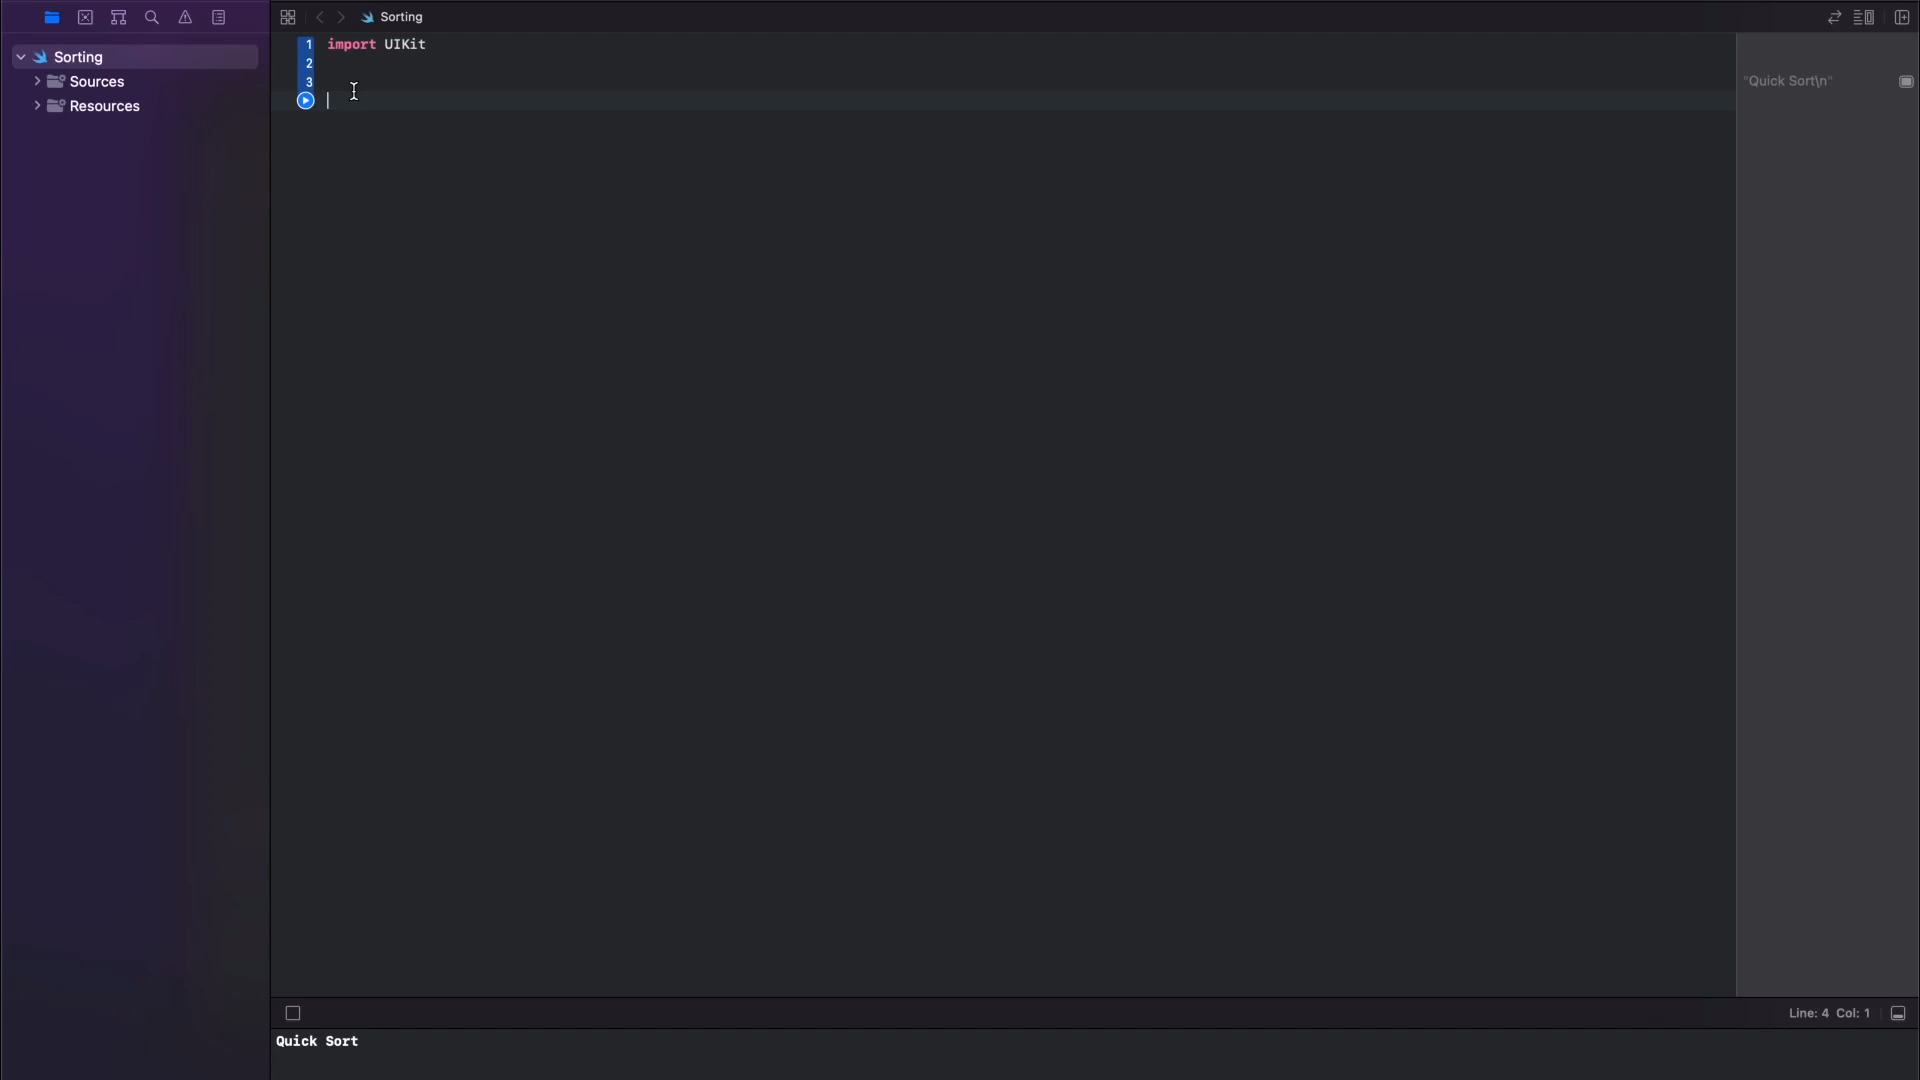 Sorting
Sorting
Sources
Resources
1 import UIKit
2
3
"Quick Sort\n"
Line: 4 Col: 1
Quick Sort